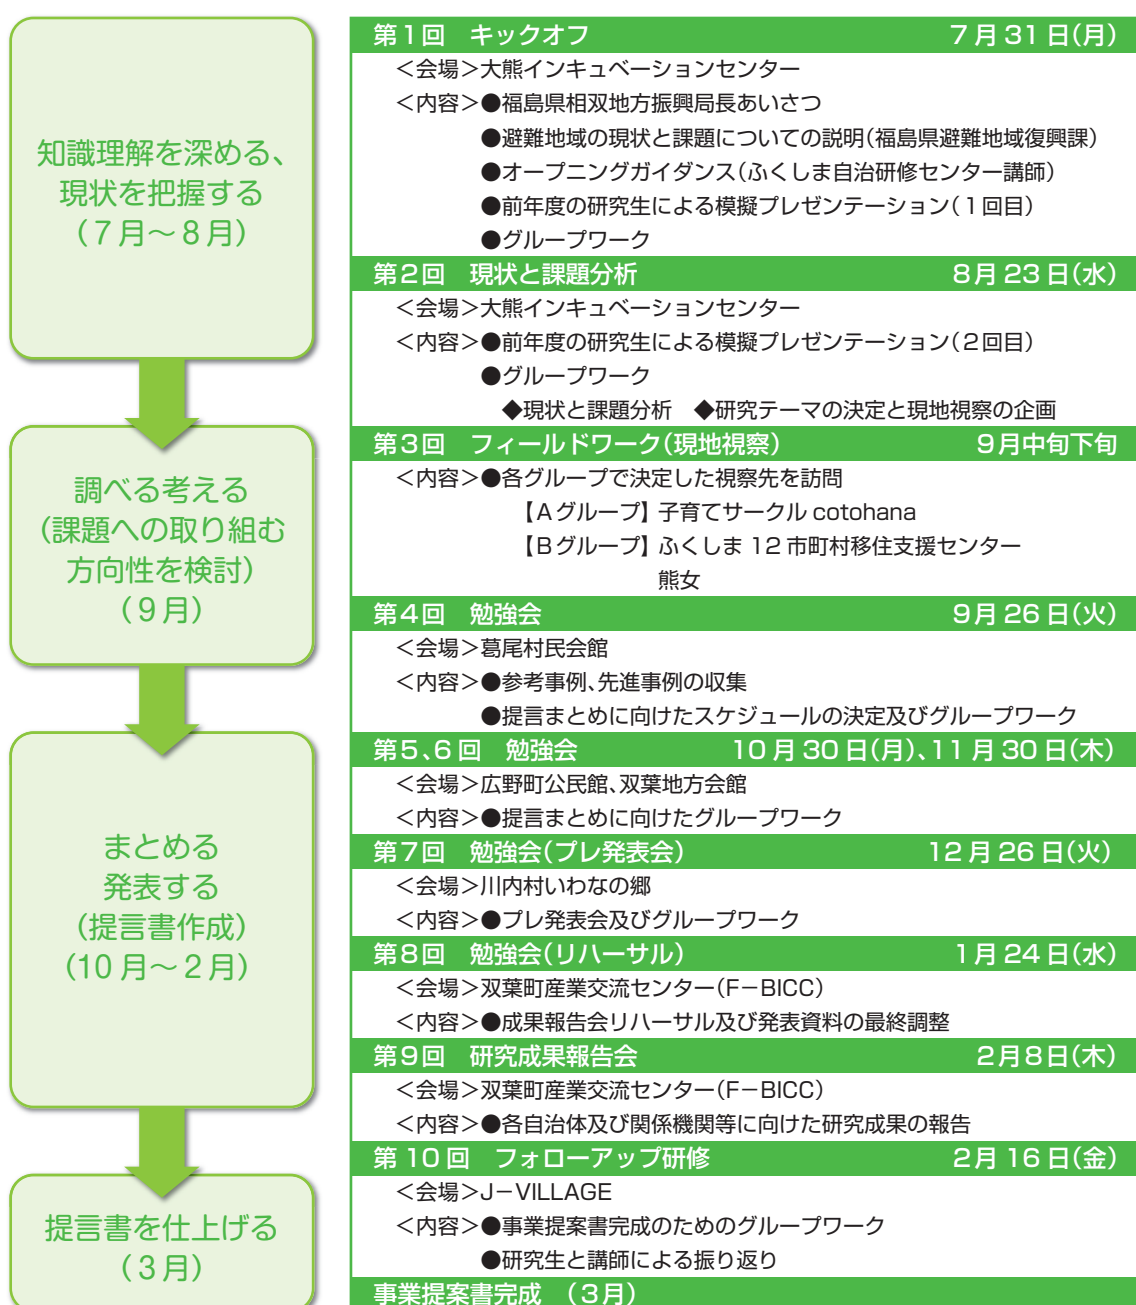 知識理解を深める、
現状を把握する
(7月～8月)
調べる考える
(課題への取り組む
方向性を検討)
(9月)
まとめる
発表する
(提言書作成)
(10月～2月)
提言書を仕上げる
(3月)
第1回 キックオフ 7月31日(月)
＜会場＞大熊インキュベーションセンター
＜内容＞●福島県相双地方振興局長あいさつ
●避難地域の現状と課題についての説明(福島県避難地域復興課)
●オープニングガイダンス(ふくしま自治研修センター講師)
●前年度の研究生による模擬プレゼンテーション(1回目)
●グループワーク
第2回 現状と課題分析 8月23日(水)
＜会場＞大熊インキュベーションセンター
＜内容＞●前年度の研究生による模擬プレゼンテーション(2回目)
●グループワーク
◆現状と課題分析 ◆研究テーマの決定と現地視察の企画
第3回 フィールドワーク(現地視察) 9月中旬下旬
＜内容＞●各グループで決定した視察先を訪問
【Aグループ】子育てサークル cotohana
【Bグループ】ふくしま12市町村移住支援センター
熊女
第4回 勉強会 9月26日(火)
＜会場＞葛尾村民会館
＜内容＞●参考事例、先進事例の収集
●提言まとめに向けたスケジュールの決定及びグループワーク
第5、6回 勉強会 10月30日(月)、11月30日(木)
＜会場＞広野町公民館、双葉地方会館
＜内容＞●提言まとめに向けたグループワーク
第7回 勉強会(プレ発表会) 12月26日(火)
＜会場＞川内村いわなの郷
＜内容＞●プレ発表会及びグループワーク
第8回 勉強会(リハーサル) 1月24日(水)
＜会場＞双葉町産業交流センター(F－BICC)
＜内容＞●成果報告会リハーサル及び発表資料の最終調整
第9回 研究成果報告会 2月8日(木)
＜会場＞双葉町産業交流センター(F－BICC)
＜内容＞●各自治体及び関係機関等に向けた研究成果の報告
第10回 フォローアップ研修 2月16日(金)
＜会場＞J－VILLAGE
＜内容＞●事業提案書完成のためのグループワーク
●研究生と講師による振り返り
事業提案書完成 (3月)